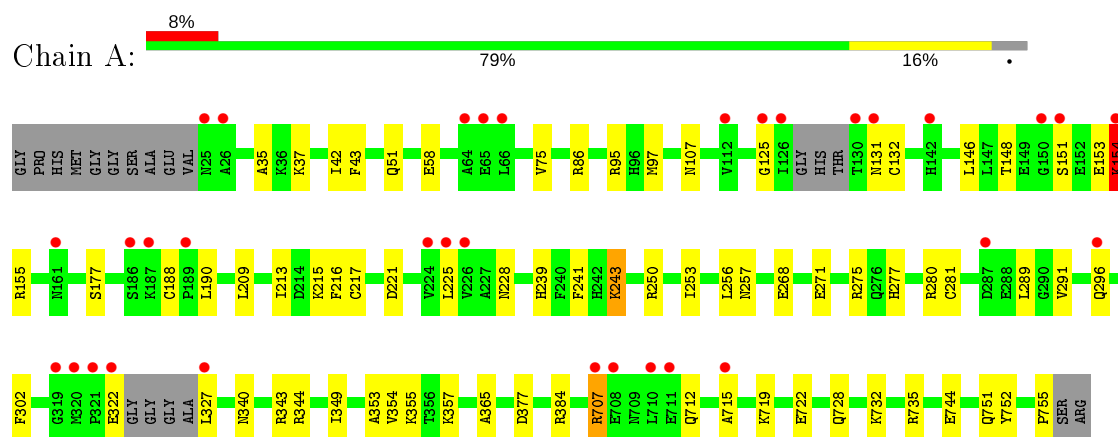 8%
Chain A:
79% 16% •
GLY PRO HIS MET GLY GLY SER ALA GLU VAL N25 A26 A35 K36 K37 I42 F43 Q51 E58 A64 E65 L66 V75 R86 R95 H96 M97 N107 V112 G125 I126 GLY HIS THR T130 N131 C132 H142 L146 L147 T148 E149 G150 S151 E152 E153 K154
R155 N161 S177 S186 K187 C188 P189 L190 L209 I213 D214 K215 F216 C217 D221 V224 L225 V226 A227 N228 H239 F240 F241 H242 K243 R250 I253 L256 N257 E268 E271 R275 Q276 H277 R280 C281 D287 E288 L289 G290 V291 Q296
F302 G319 M320 P321 E322 GLY GLY GLY ALA L327 N340 R343 R344 I349 A353 V354 K355 T356 K357 A365 D377 R384 R707 E708 N709 L710 E711 Q712 A715 K719 E722 Q728 K732 R735 E744 Q751 Y752 P755 SER ARG